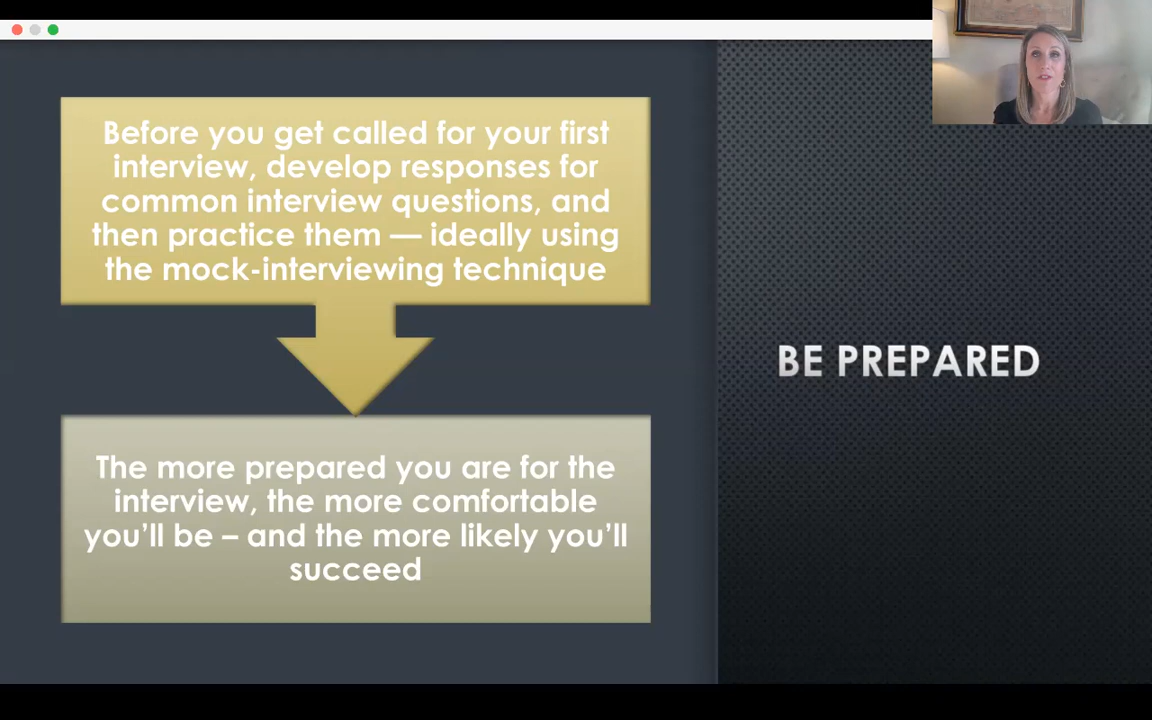 Before you get called for your first
interview, develop responses for
common interview questions, and
then practice them — ideally using
the mock-interviewing technique
The more prepared you are for the
interview, the more comfortable
you’ll be – and the more likely you’ll
succeed
BE PREPARED